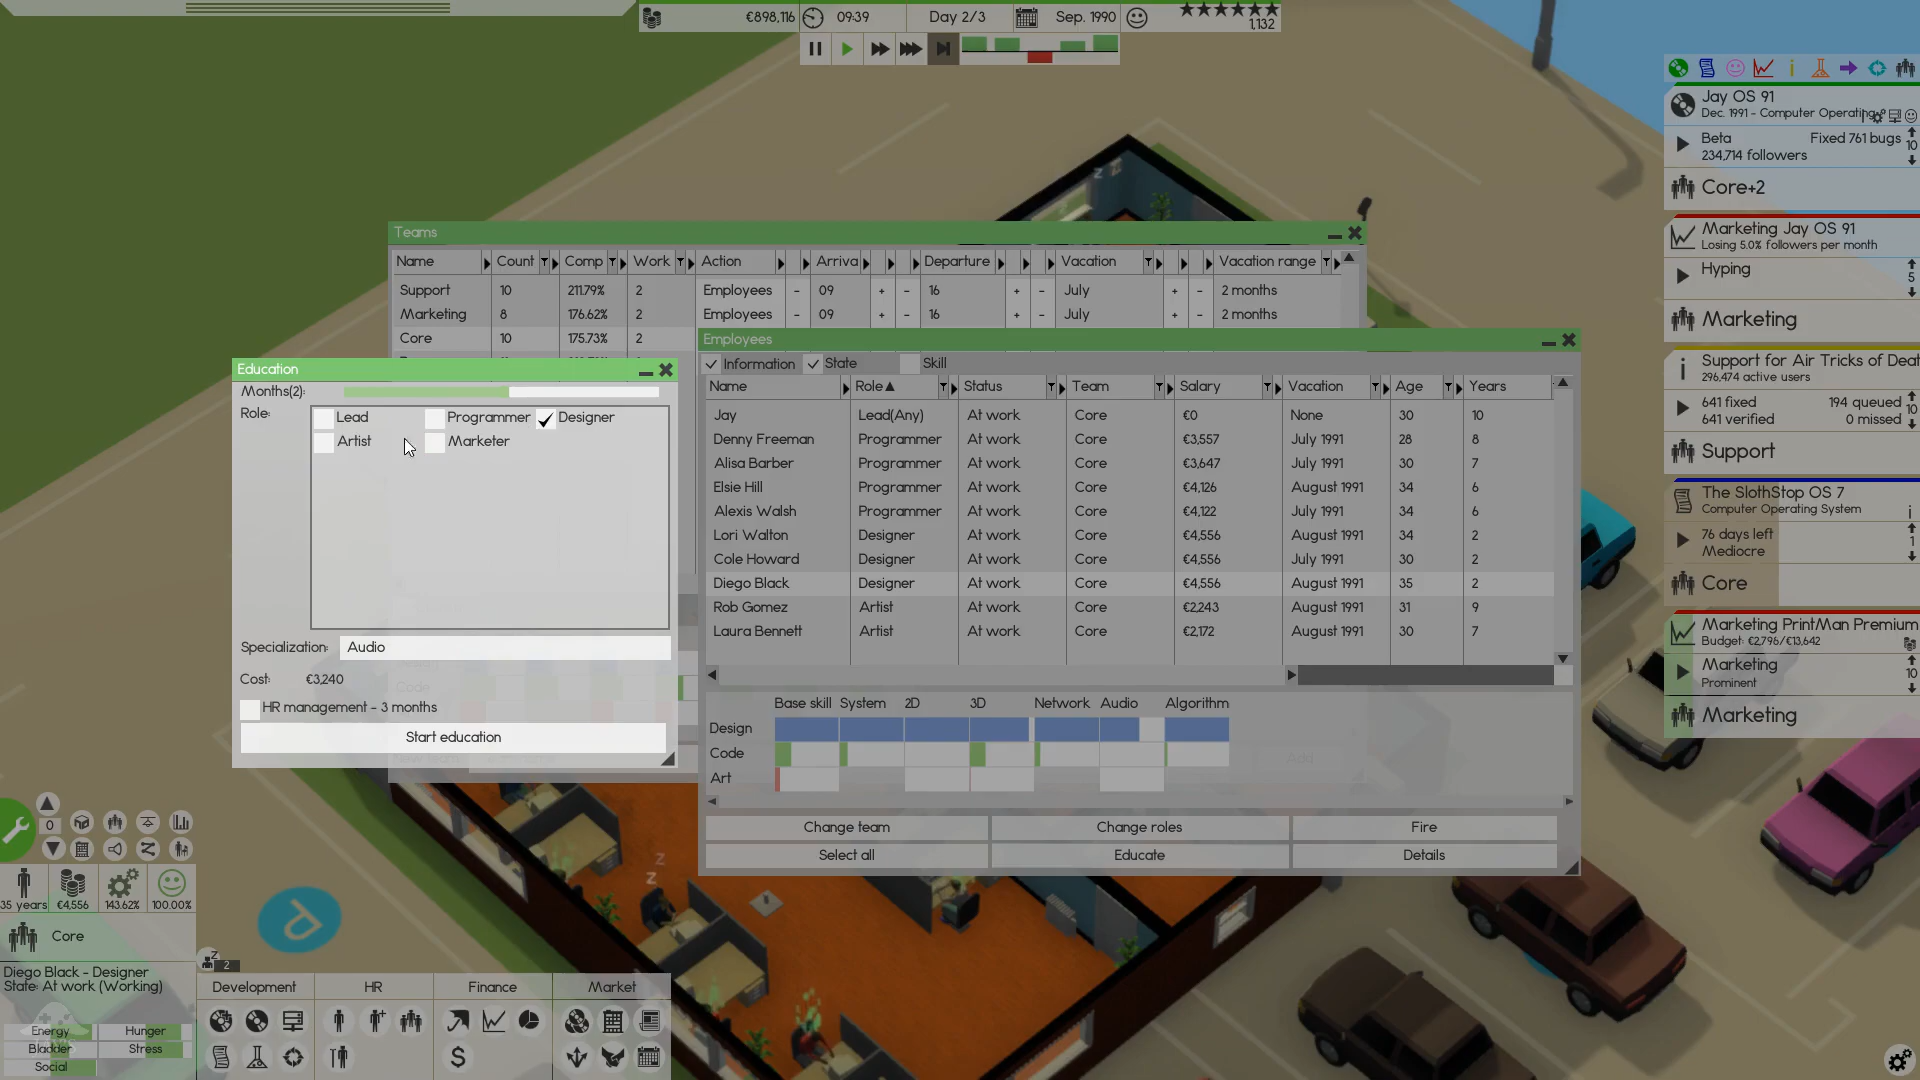 €898,116
09:39
Day 2/3
Sep. 1990
1,132
Jay OS 91
Dec. 1991 - Computer Operating
Beta
Fixed 761 bugs
234,714 followers
10
Core+2
Marketing Jay OS 91
Losing 5.0% followers per month
Hyping
5
Marketing
Support for Air Tricks of Deat
296,474 active users
641 fixed
194 queued
641 verified
0 missed
10
Support
The SlothStop OS 7
Computer Operating System
76 days left
Mediocre
1
Core
Marketing PrintMan Premium
Budget: €2,796/€13,642
Marketing
Prominent
10
Marketing
Teams
Name Count Comp Work Action Arriva Departure Vacation Vacation range
Support 10 211.79% 2 Employees - 09 + - 16 + - July + - 2 months
Marketing 8 176.62% 2 Employees - 09 + - 16 + - July + - 2 months
Core 10 175.73% 2
Employees
Information State Skill
Name Role Status Team Salary Vacation Age Years
Jay Lead(Any) At work Core €0 None 30 10
Denny Freeman Programmer At work Core €3,557 July 1991 28 8
Alisa Barber Programmer At work Core €3,647 July 1991 30 7
Elsie Hill Programmer At work Core €4,126 August 1991 34 6
Alexis Walsh Programmer At work Core €4,122 July 1991 34 6
Lori Walton Designer At work Core €4,556 August 1991 34 2
Cole Howard Designer At work Core €4,556 July 1991 30 2
Diego Black Designer At work Core €4,556 August 1991 35 2
Rob Gomez Artist At work Core €2,243 August 1991 31 9
Laura Bennett Artist At work Core €2,172 August 1991 30 7
Base skill System 2D 3D Network Audio Algorithm
Design
Code
Art
Change team Change roles Fire
Select all Educate Details
Education
Months(2):
Role:
Lead Programmer Designer
Artist Marketer
Specialization: Audio
Cost: €3,240
HR management - 3 months
Start education
Code
Add
0
35 years €4,556 143.62% 100.00%
Core
Diego Black - Designer
State: At work (Working)
Energy Hunger
Bladder Stress
Social
2
Development HR Finance Market
z
z
z
z